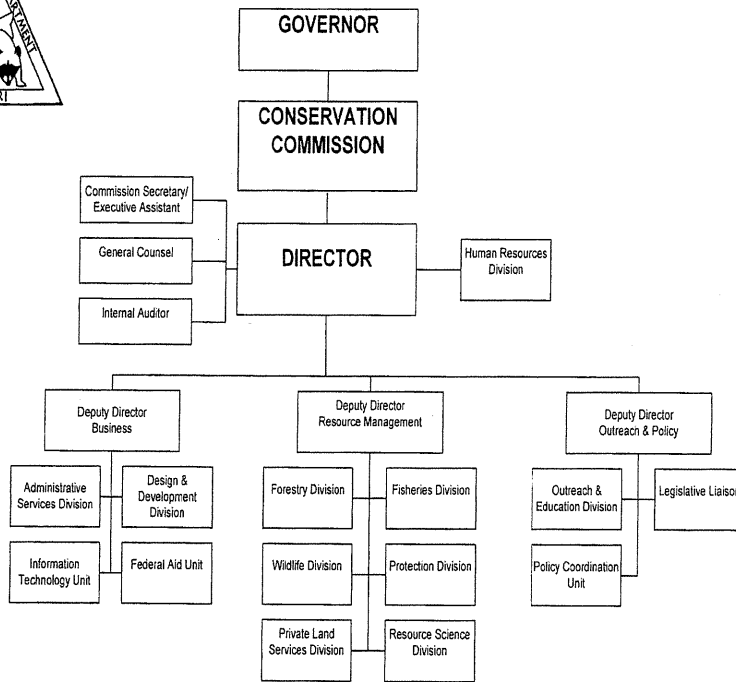 ARTMENT
RI
GOVERNOR
CONSERVATION
COMMISSION
Commission Secretary/
Executive Assistant
General Counsel
Internal Auditor
DIRECTOR
Human Resources
Division
Deputy Director
Business
Deputy Director
Resource Management
Deputy Director
Outreach & Policy
Administrative
Services Division
Design &
Development
Division
Information
Technology Unit
Federal Aid Unit
Forestry Division
Fisheries Division
Wildlife Division
Protection Division
Private Land
Services Division
Resource Science
Division
Outreach &
Education Division
Legislative Liaison
Policy Coordination
Unit